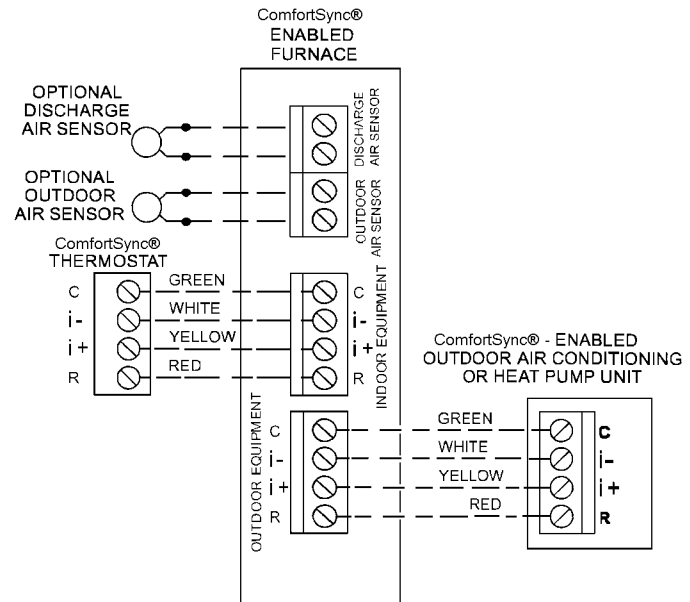 ComfortSync®
ENABLED
FURNACE
OPTIONAL
DISCHARGE
AIR SENSOR
DISCHARGE
AIR SENSOR
OPTIONAL
OUTDOOR
AIR SENSOR
OUTDOOR
AIR SENSOR
ComfortSync®
THERMOSTAT
C GREEN C
i- WHITE i-
i+ YELLOW i+
R RED R
INDOOR EQUIPMENT
ComfortSync® - ENABLED
OUTDOOR AIR CONDITIONING
OR HEAT PUMP UNIT
OUTDOOR EQUIPMENT
C GREEN C
i- WHITE i-
i+ YELLOW i+
R RED R